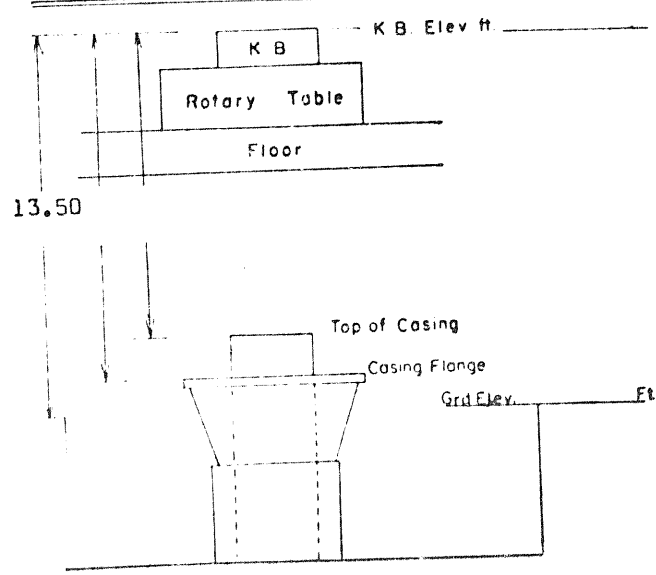 K B. Elev ft.
K B
Rotary Table
Floor
13.50
Top of Casing
Casing Flange
Grd Elev. Ft